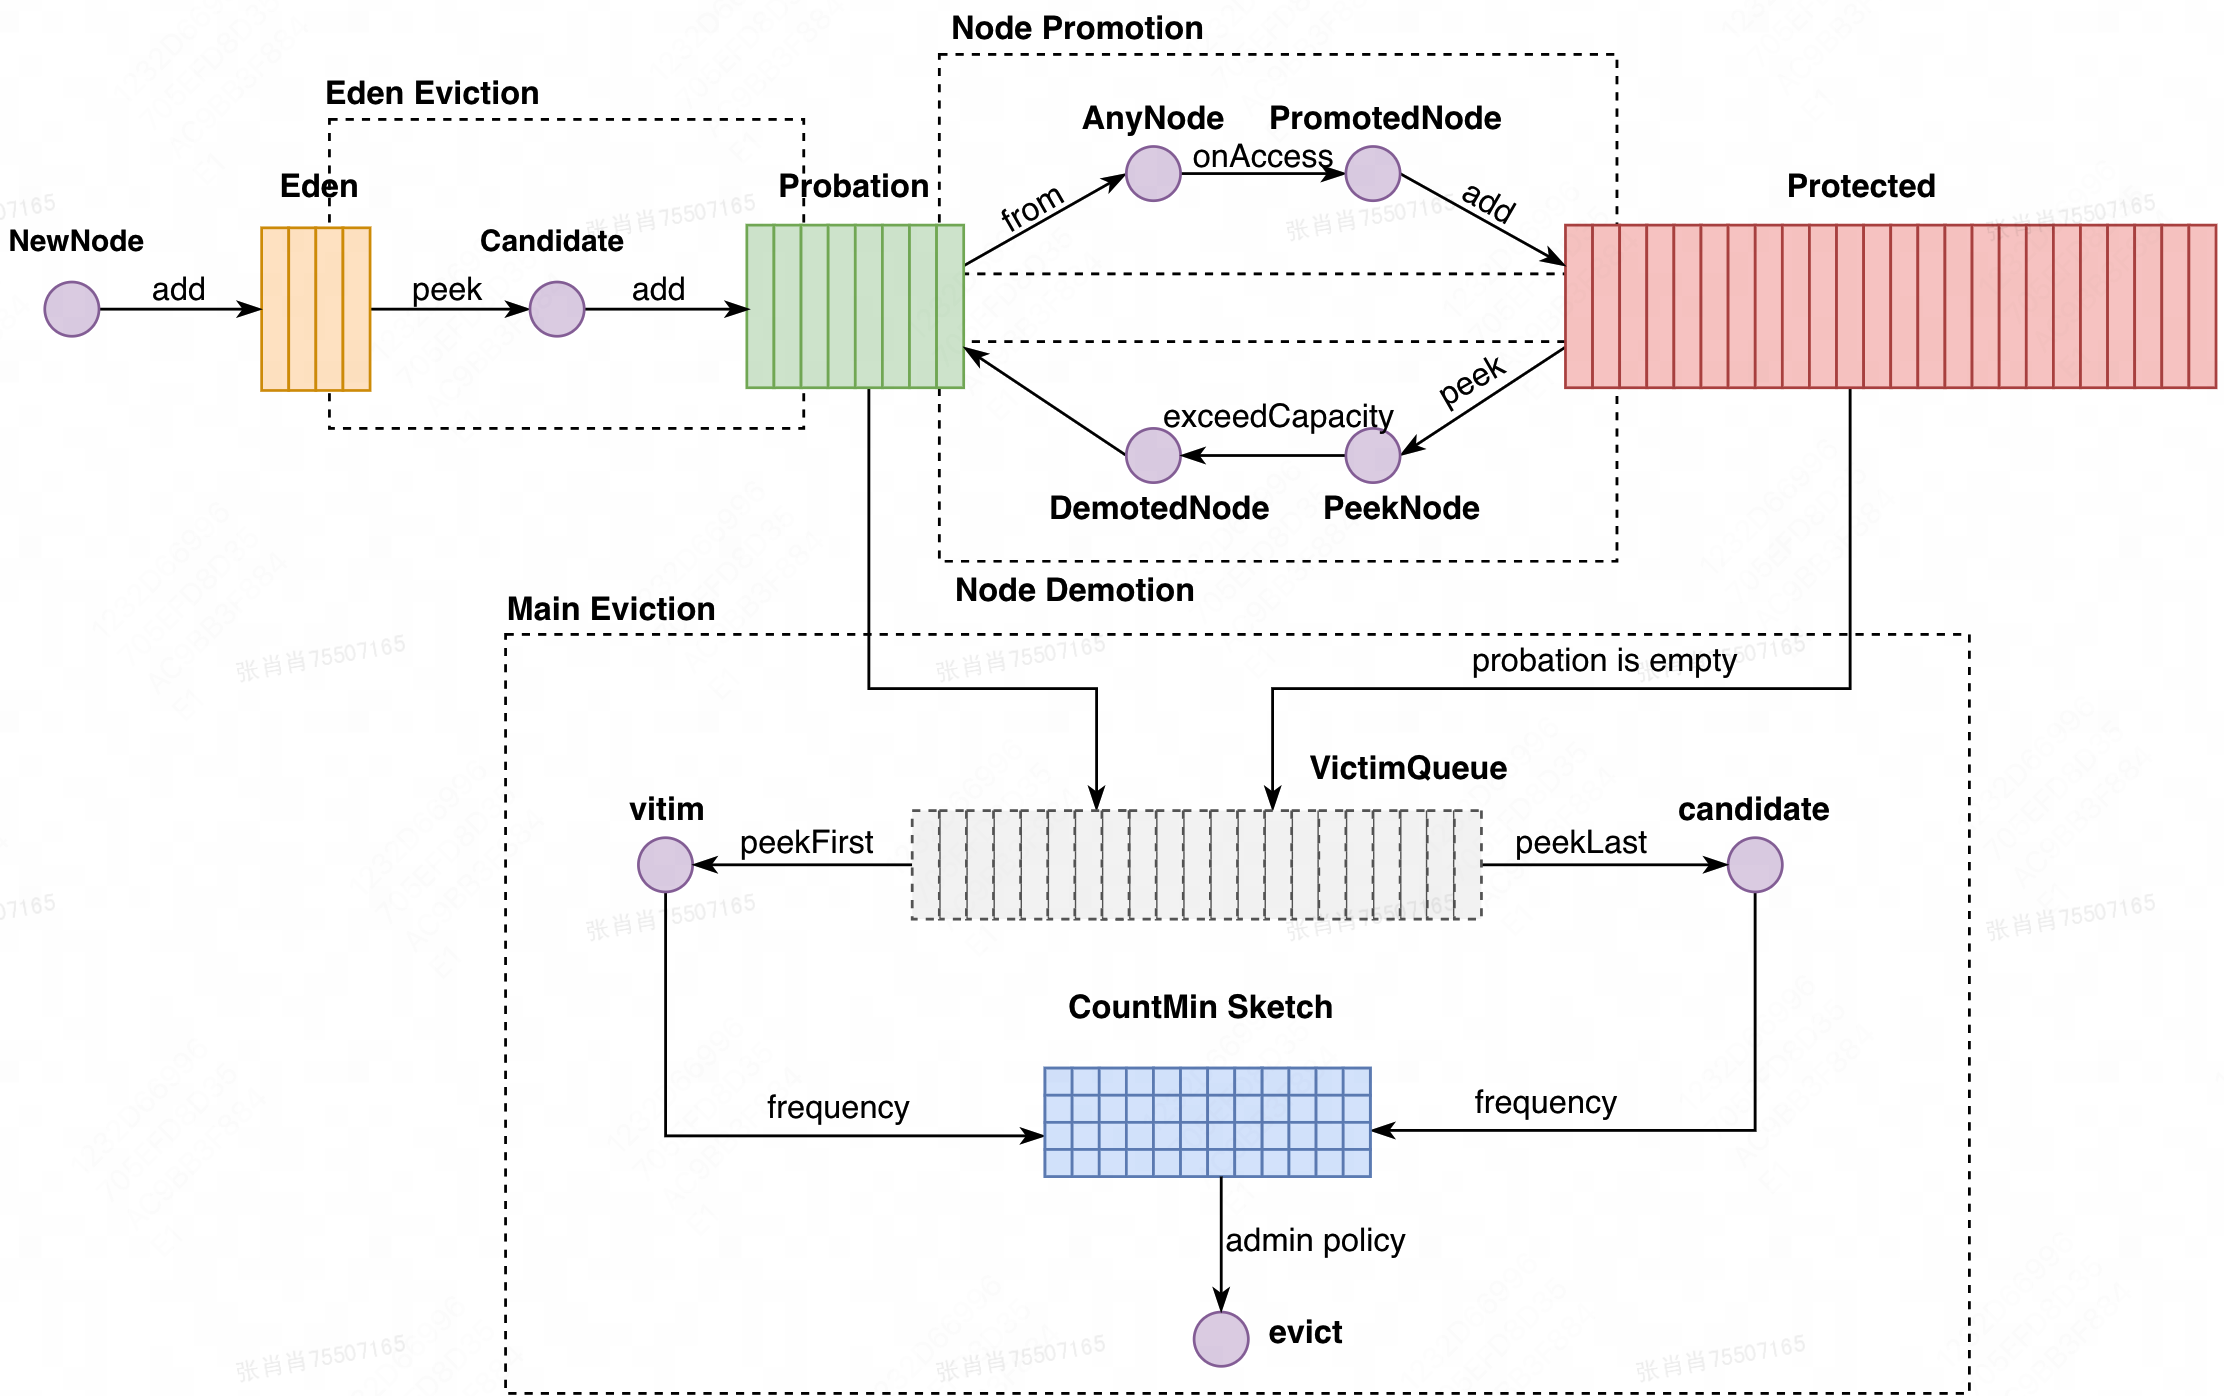 Node Promotion
Eden Eviction
AnyNode
PromotedNode
onAccess
Eden
Probation
Protected
from
add
NewNode
Candidate
add
peek
add
peek
exceedCapacity
DemotedNode
PeekNode
Node Demotion
Main Eviction
probation is empty
VictimQueue
vitim
candidate
peekFirst
peekLast
CountMin Sketch
frequency
frequency
admin policy
evict
张肖肖75507165